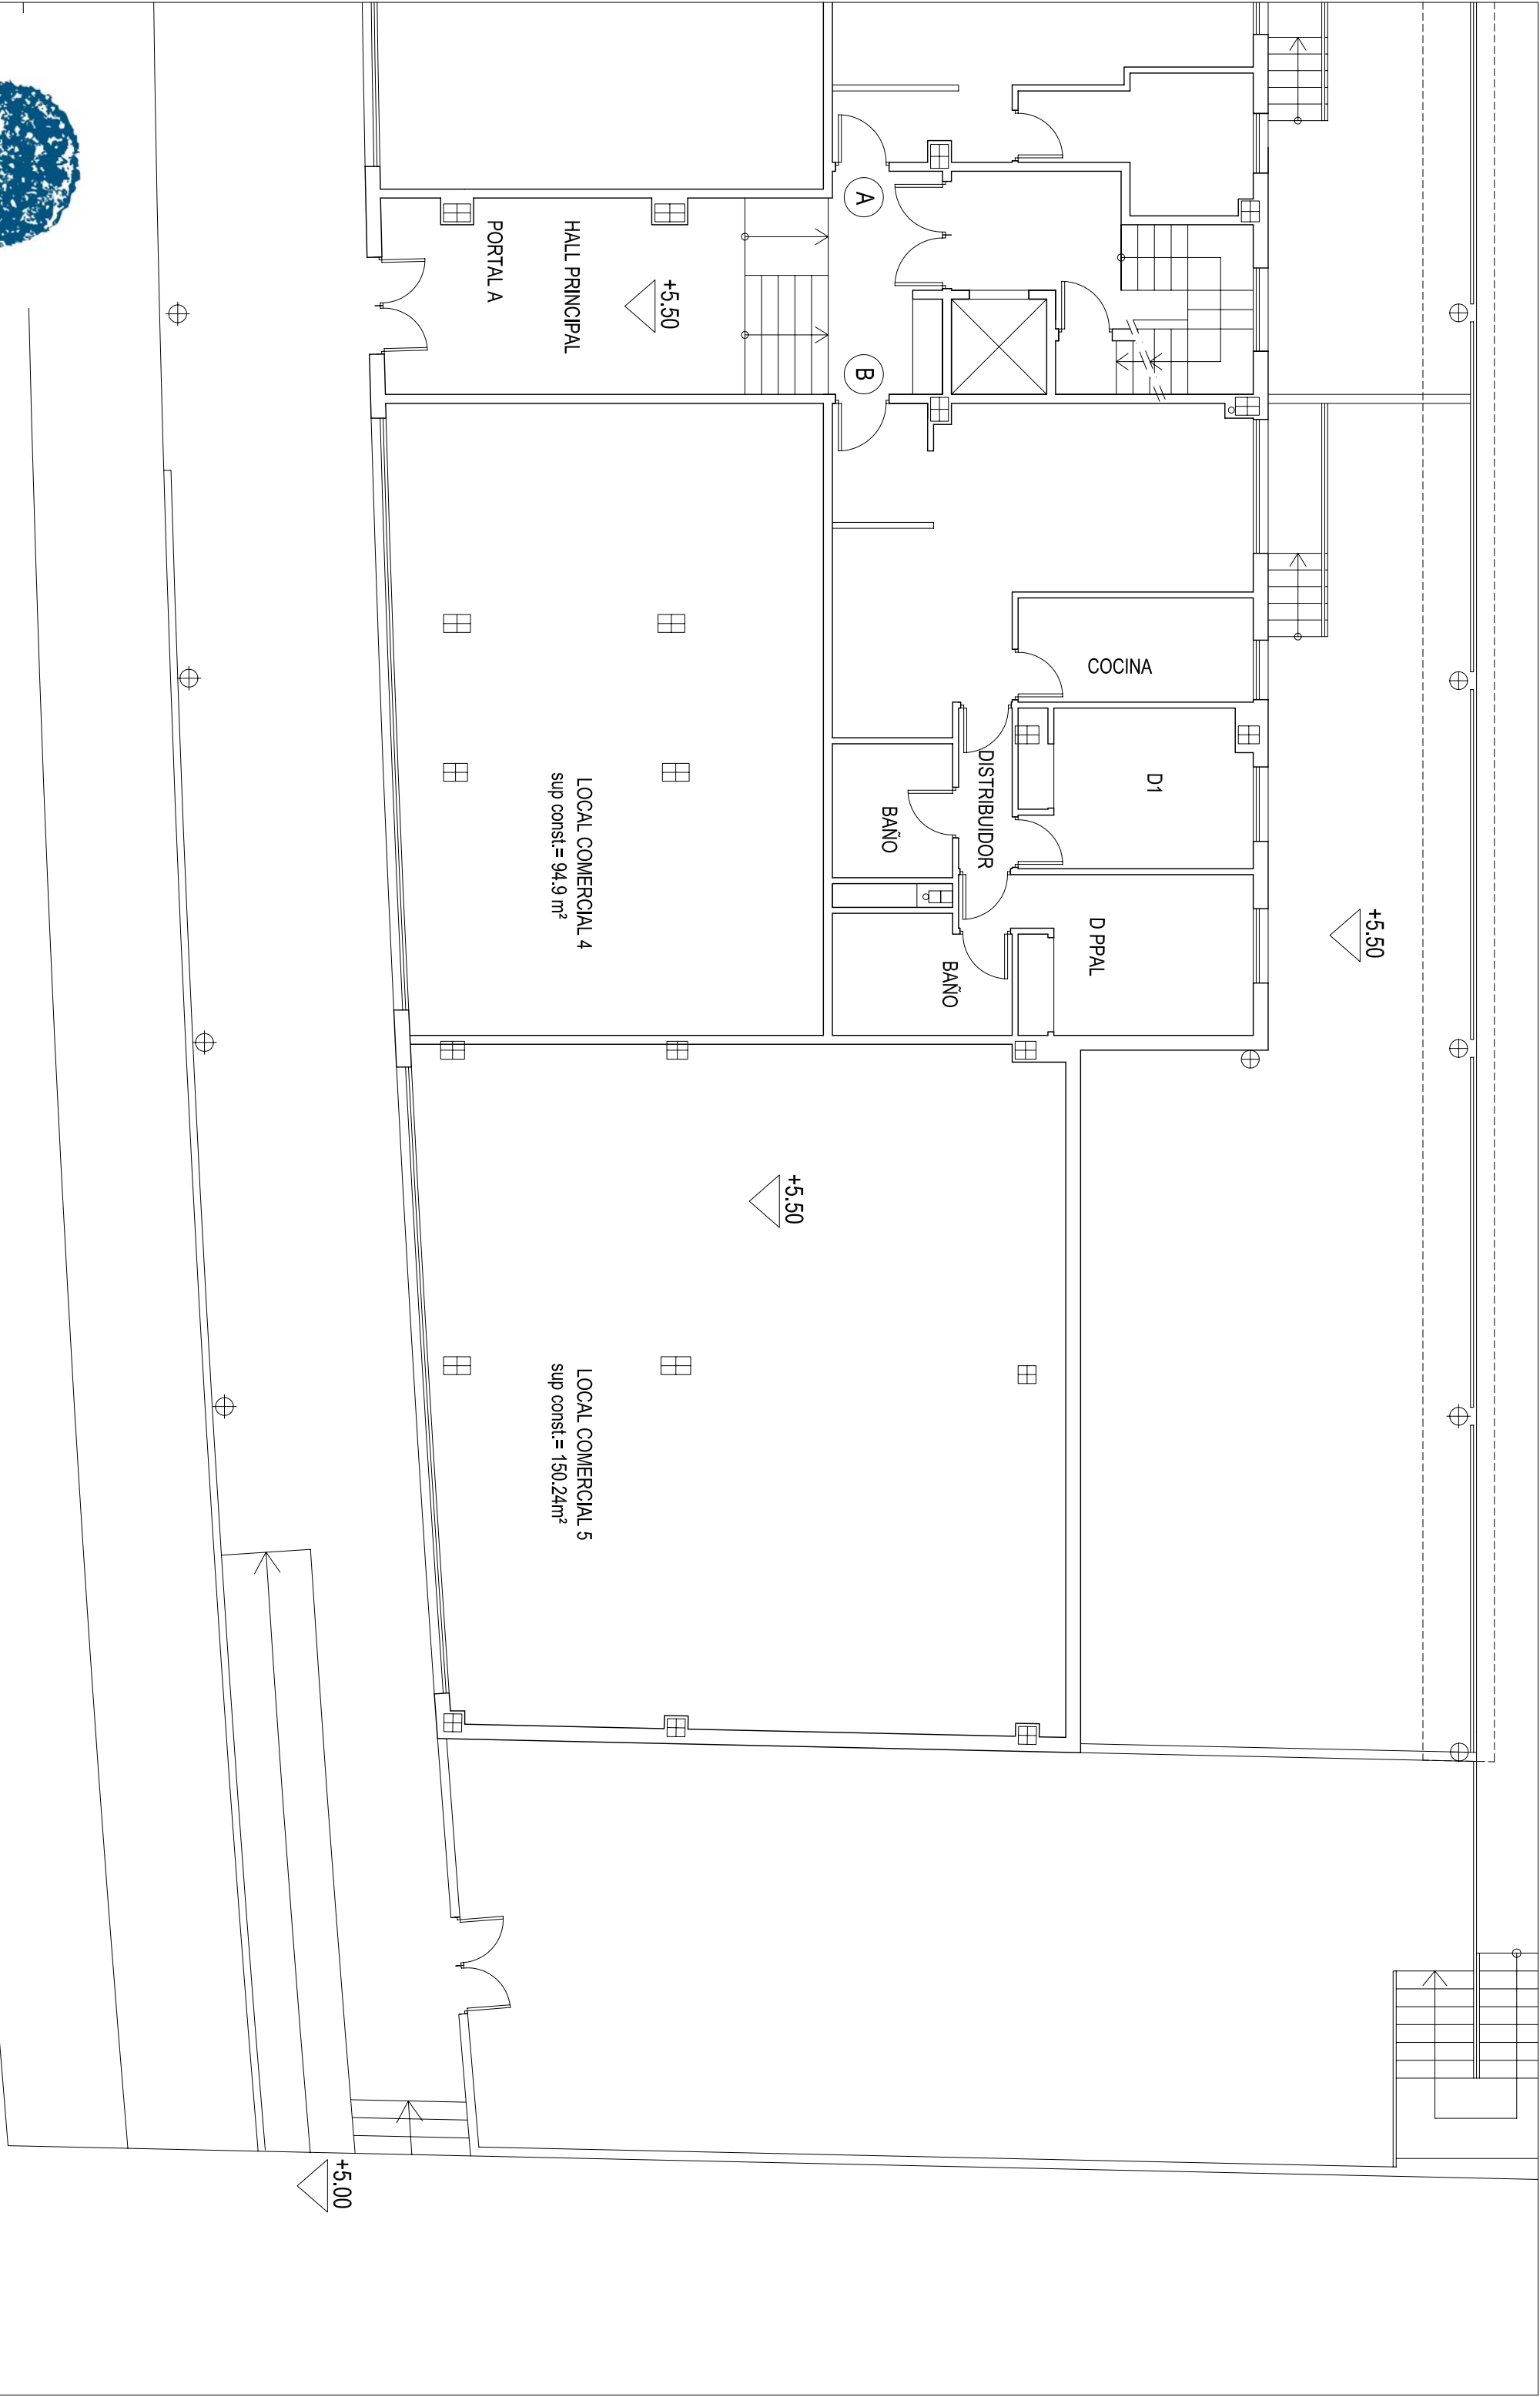 +5.50
COCINA
D1
D PPAL
DISTRIBUIDOR
BAÑO
BAÑO
A
B
+5.50
HALL PRINCIPAL
PORTAL A
LOCAL COMERCIAL 4
sup const.= 94.9 m²
+5.50
LOCAL COMERCIAL 5
sup const.= 150.24m²
+5.00